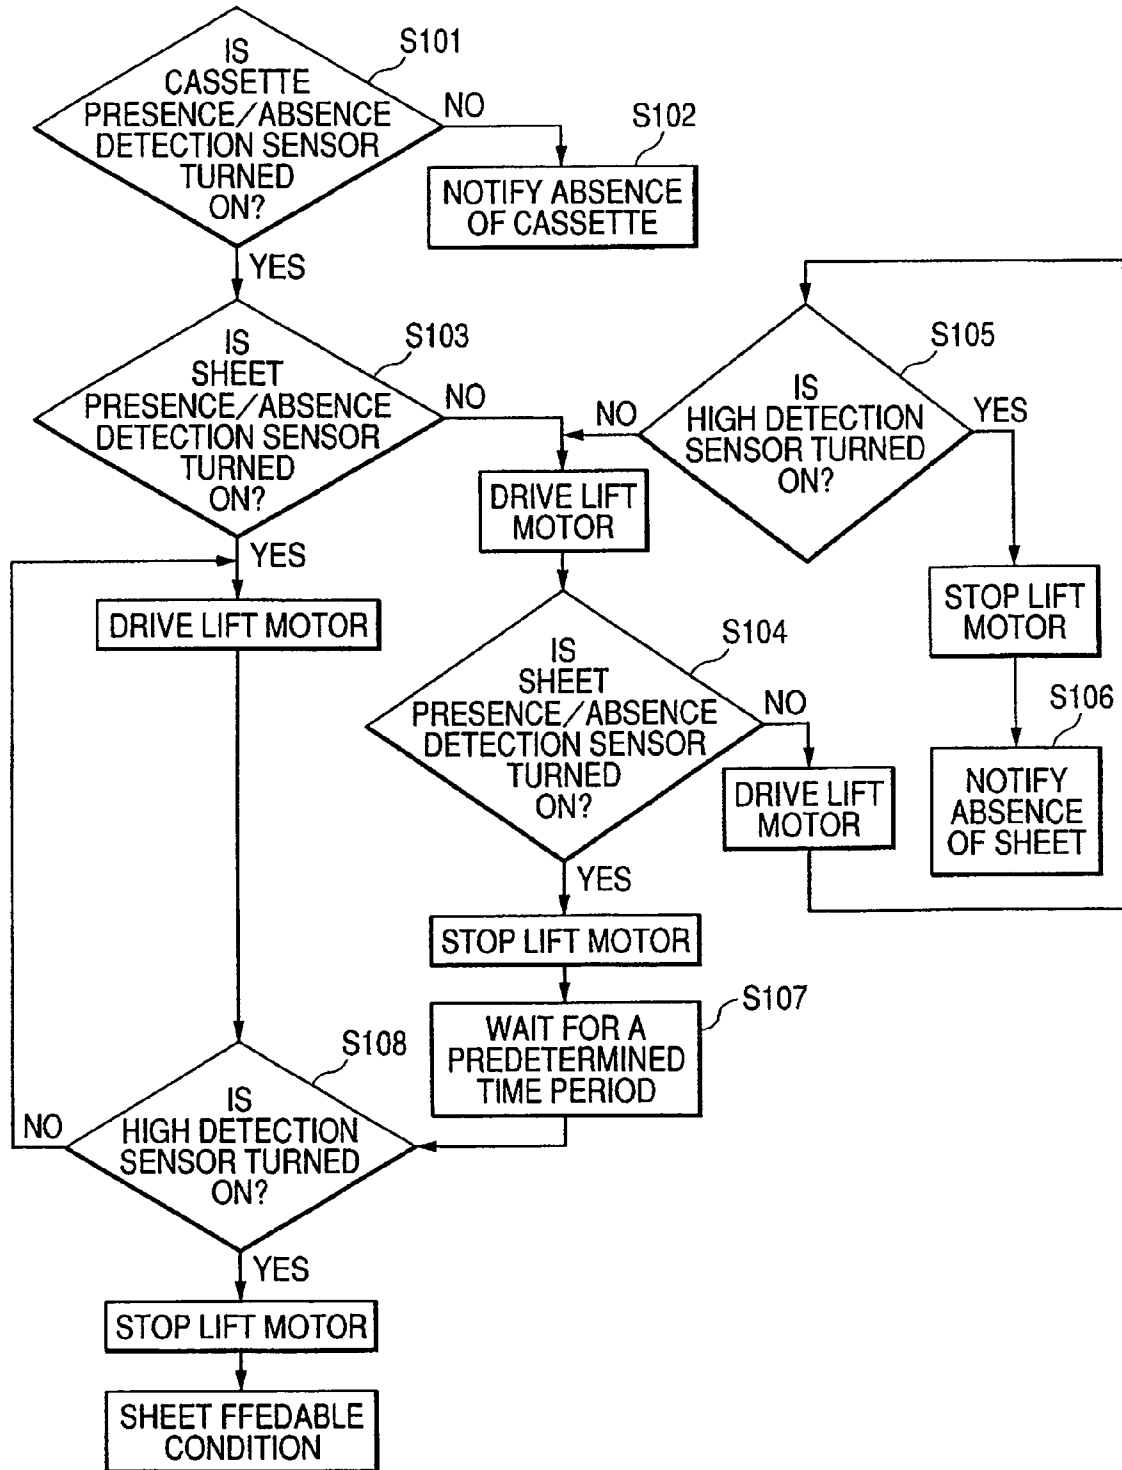 IS
CASSETTE
PRESENCE/ABSENCE
DETECTION SENSOR
TURNED
ON?
S101
NO
S102
NOTIFY ABSENCE
OF CASSETTE
YES
IS
SHEET
PRESENCE/ABSENCE
DETECTION SENSOR
TURNED
ON?
S103
NO
NO
IS
HIGH DETECTION
SENSOR TURNED
ON?
S105
YES
DRIVE LIFT
MOTOR
YES
DRIVE LIFT MOTOR
STOP LIFT
MOTOR
IS
SHEET
PRESENCE/ABSENCE
DETECTION SENSOR
TURNED
ON?
S104
NO
S106
NOTIFY
ABSENCE
OF SHEET
DRIVE LIFT
MOTOR
YES
STOP LIFT MOTOR
S107
WAIT FOR A
PREDETERMINED
TIME PERIOD
S108
IS
HIGH DETECTION
SENSOR TURNED
ON?
NO
YES
STOP LIFT MOTOR
SHEET FFEDABLE
CONDITION